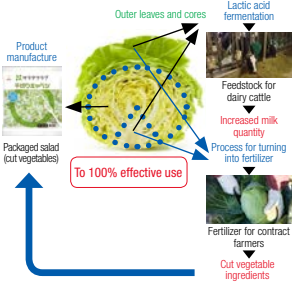 Outer leaves and cores
Lactic acid
fermentation
Product
manufacture
Feedstock for
dairy cattle
Increased milk
quantity
Packaged salad
(cut vegetables)
Process for turning
into fertilizer
To 100% effective use
Fertilizer for contract
farmers
Cut vegetable
ingredients